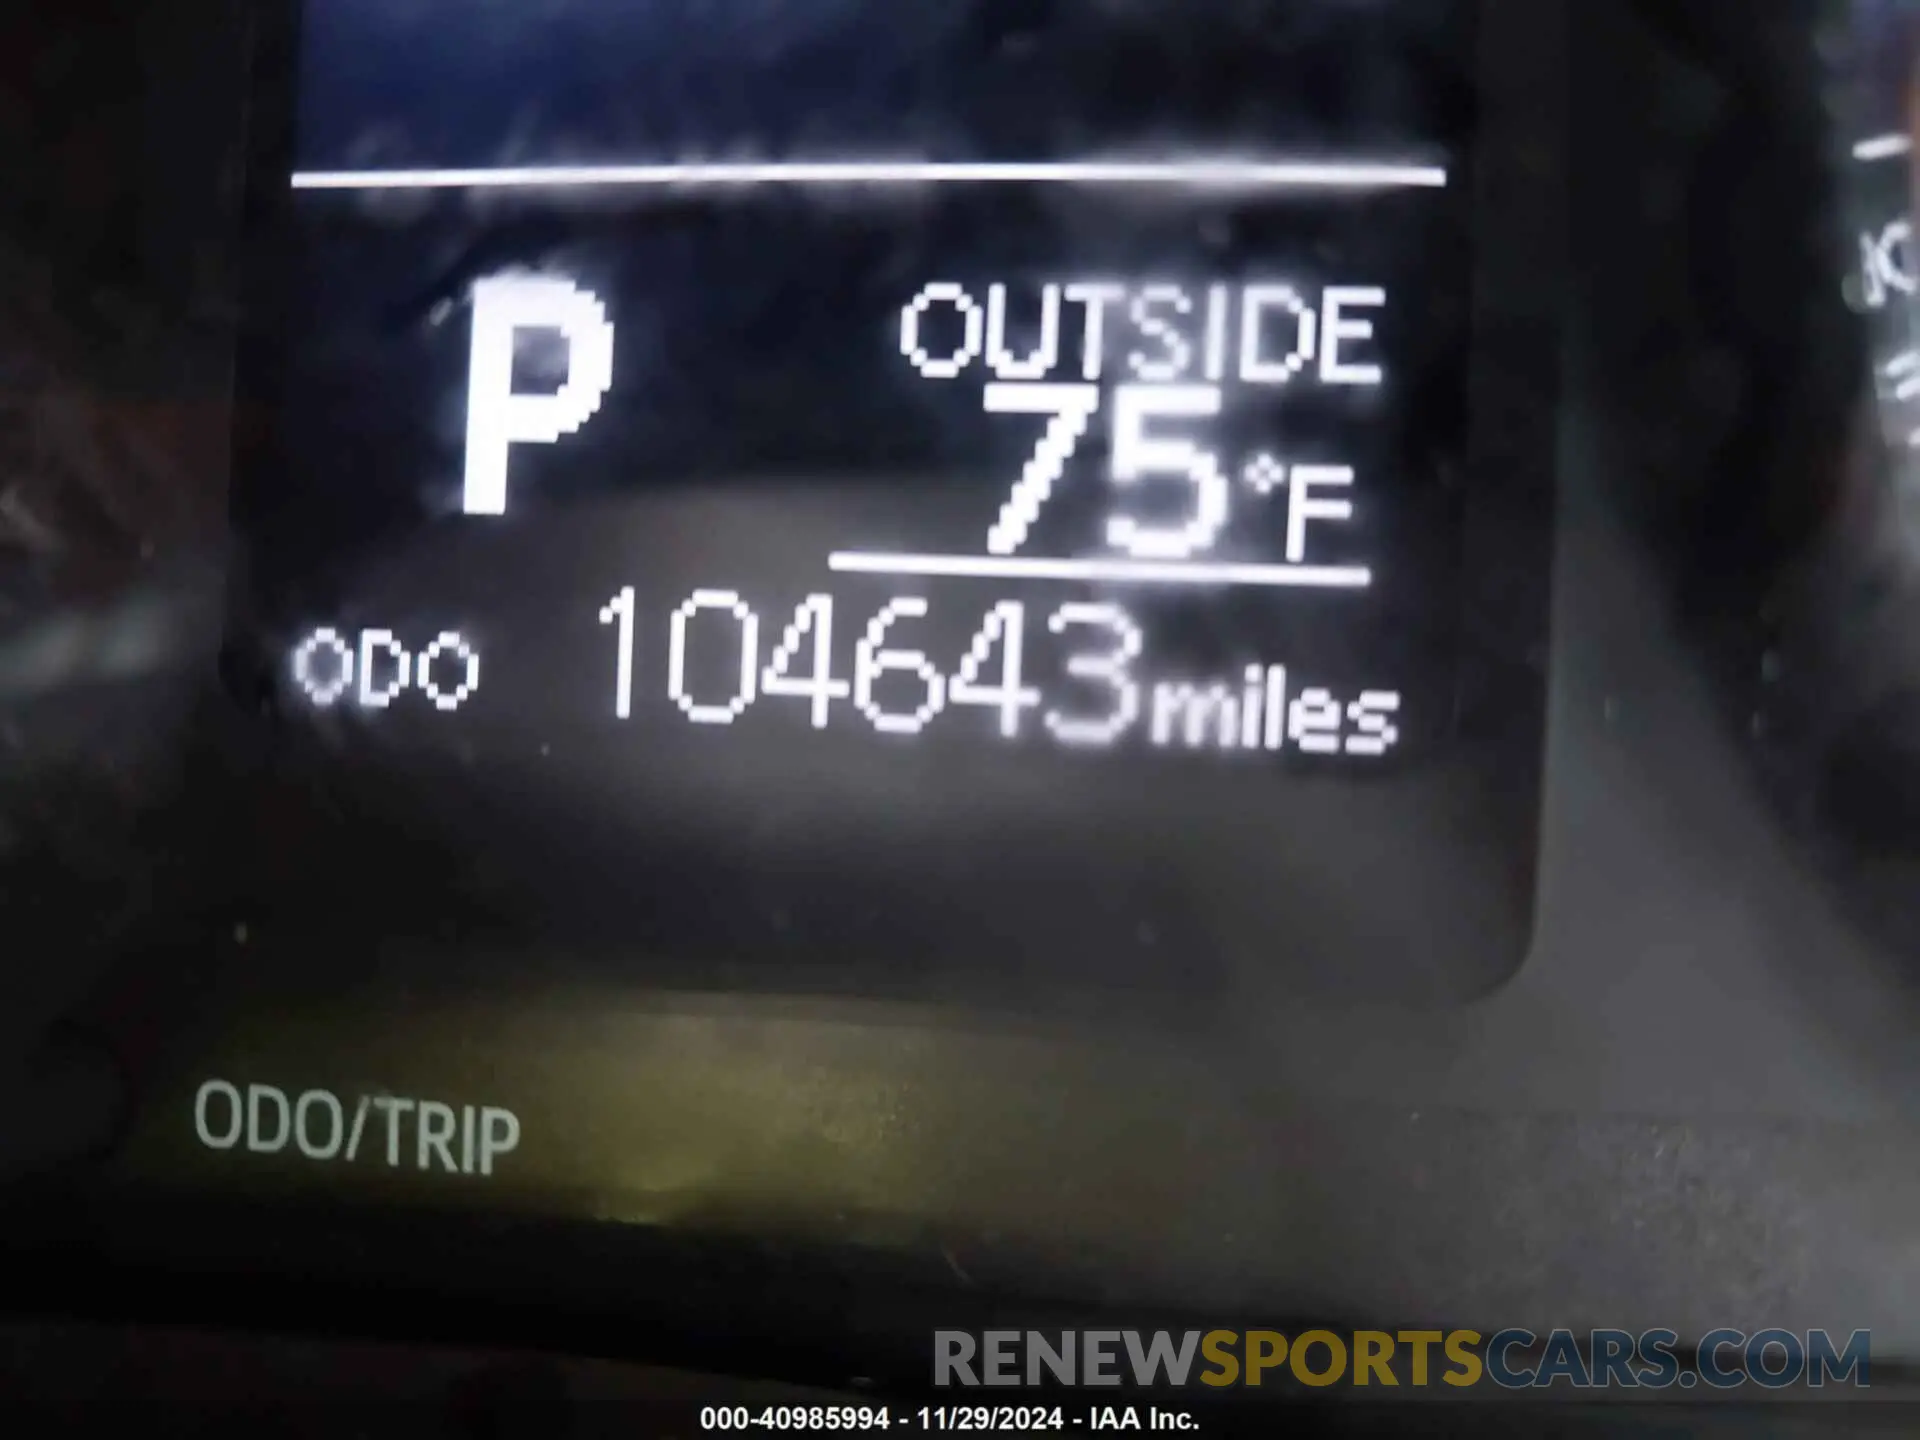 P
OUTSIDE
75°F
ODO 104643 miles
ODO/TRIP
RENEWSPORTSCARS.COM
000-40985994 - 11/29/2024 - IAA Inc.